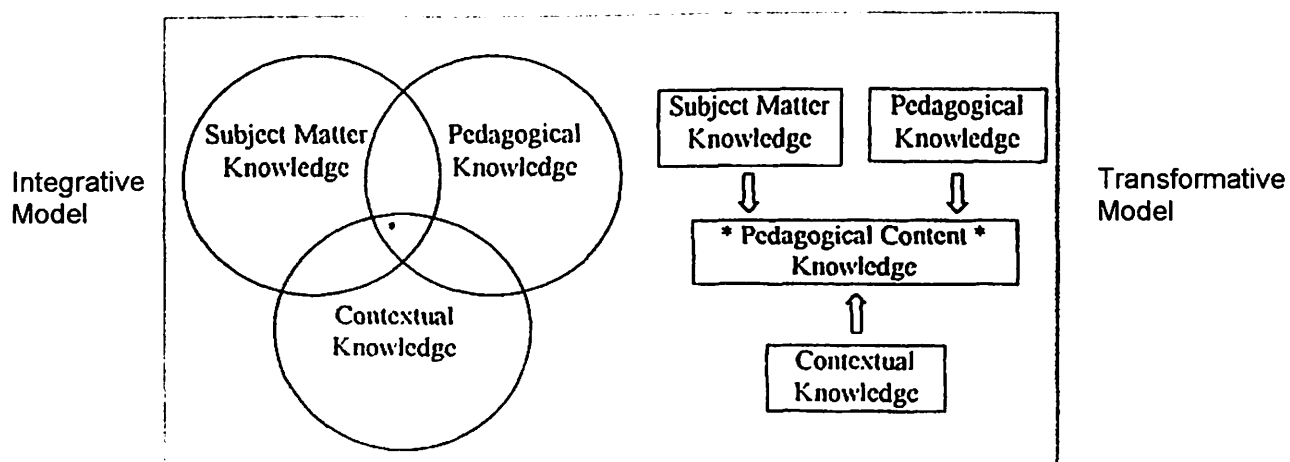 Integrative
Model
Subject Matter
Knowledge
Pedagogical
Knowledge
*
Contextual
Knowledge
Subject Matter
Knowledge
Pedagogical
Knowledge
* Pedagogical Content *
Knowledge
Contextual
Knowledge
Transformative
Model